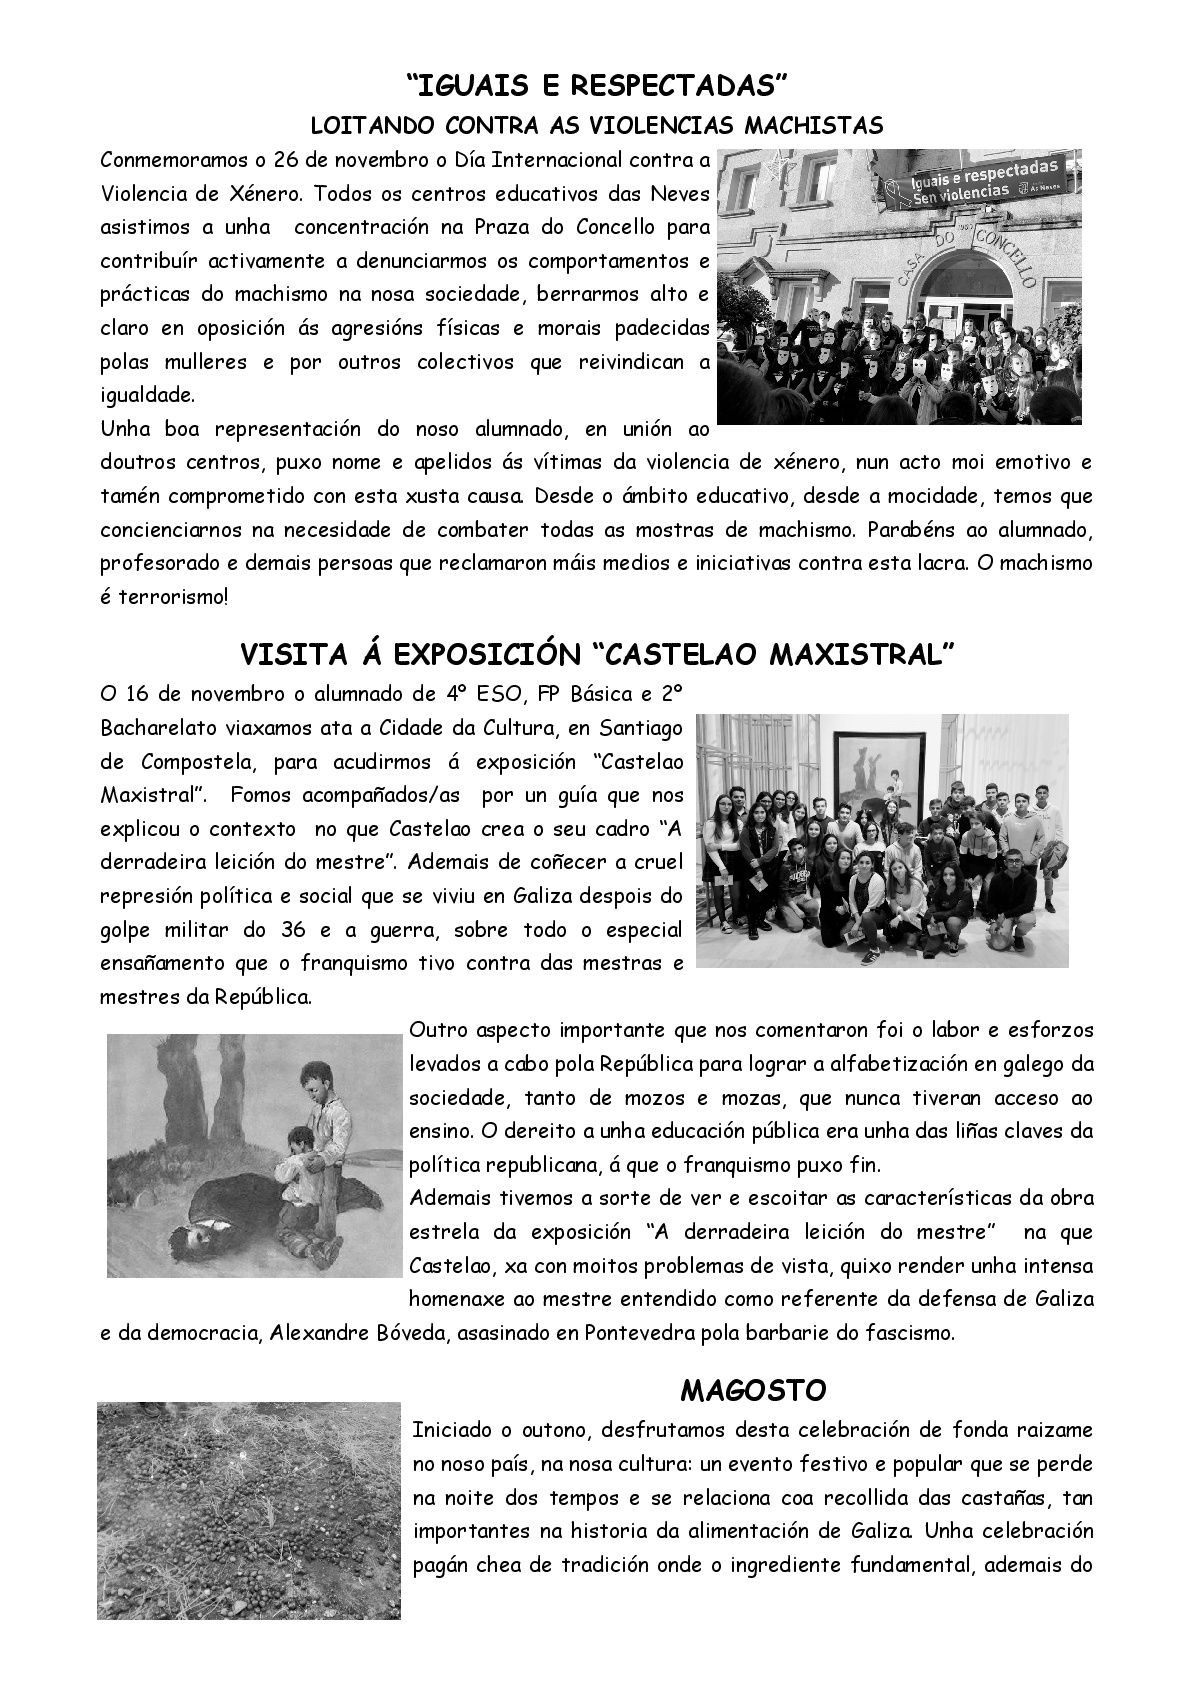 “IGUAIS E RESPECTADAS”
LOITANDO CONTRA AS VIOLENCIAS MACHISTAS
Conmemoramos o 26 de novembro o Día Internacional contra a
Violencia de Xénero. Todos os centros educativos das Neves
asistimos a unha concentración na Praza do Concello para
contribuír activamente a denunciarmos os comportamentos e
prácticas do machismo na nosa sociedade, berrarmos alto e
claro en oposición ás agresións físicas e morais padecidas
polas mulleres e por outros colectivos que reivindican a
igualdade.
Iguais e respectadas
Sen violencias
As Neves
CASA DO CONCELLO
Unha boa representación do noso alumnado, en unión ao
doutros centros, puxo nome e apelidos ás vítimas da violencia de xénero, nun acto moi emotivo e
tamén comprometido con esta xusta causa. Desde o ámbito educativo, desde a mocidade, temos que
concienciarnos na necesidade de combater todas as mostras de machismo. Parabéns ao alumnado,
profesorado e demais persoas que reclamaron máis medios e iniciativas contra esta lacra. O machismo
é terrorismo!
VISITA Á EXPOSICIÓN “CASTELAO MAXISTRAL”
O 16 de novembro o alumnado de 4º ESO, FP Básica e 2º
Bacharelato viaxamos ata a Cidade da Cultura, en Santiago
de Compostela, para acudirmos á exposición “Castelao
Maxistral”. Fomos acompañados/as por un guía que nos
explicou o contexto no que Castelao crea o seu cadro “A
derradeira leición do mestre”. Ademais de coñecer a cruel
represión política e social que se viviu en Galiza despois do
golpe militar do 36 e a guerra, sobre todo o especial
ensañamento que o franquismo tivo contra das mestras e
mestres da República.
Outro aspecto importante que nos comentaron foi o labor e esforzos
levados a cabo pola República para lograr a alfabetización en galego da
sociedade, tanto de mozos e mozas, que nunca tiveran acceso ao
ensino. O dereito a unha educación pública era unha das liñas claves da
política republicana, á que o franquismo puxo fin.
Ademais tivemos a sorte de ver e escoitar as características da obra
estrela da exposición “A derradeira leición do mestre” na que
Castelao, xa con moitos problemas de vista, quixo render unha intensa
homenaxe ao mestre entendido como referente da defensa de Galiza
e da democracia, Alexandre Bóveda, asasinado en Pontevedra pola barbarie do fascismo.
MAGOSTO
Iniciado o outono, desfrutamos desta celebración de fonda raizame
no noso país, na nosa cultura: un evento festivo e popular que se perde
na noite dos tempos e se relaciona coa recollida das castañas, tan
importantes na historia da alimentación de Galiza. Unha celebración
pagán chea de tradición onde o ingrediente fundamental, ademais do